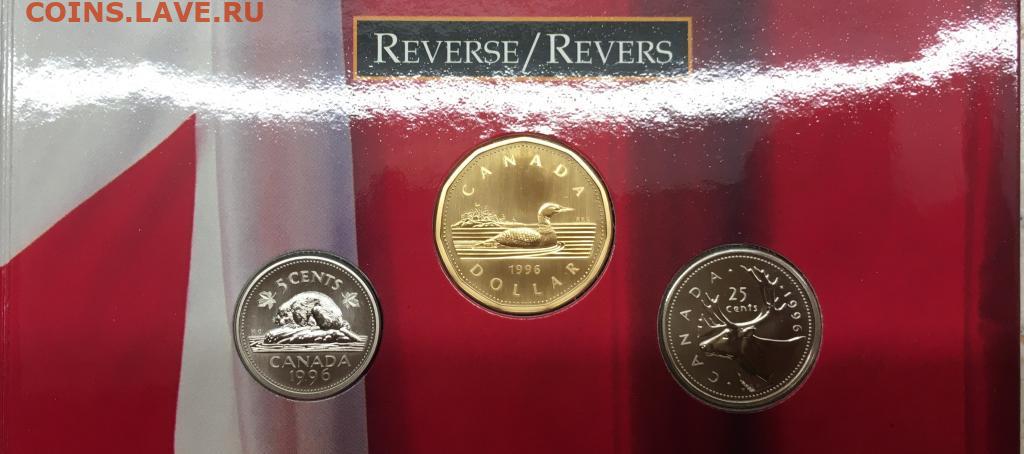 COINS.LAVE.RU
REVERSE/REVERS
CANADA
1996
DOLLAR
5 CENTS
CANADA
1996
CANADA
25
cents
1996